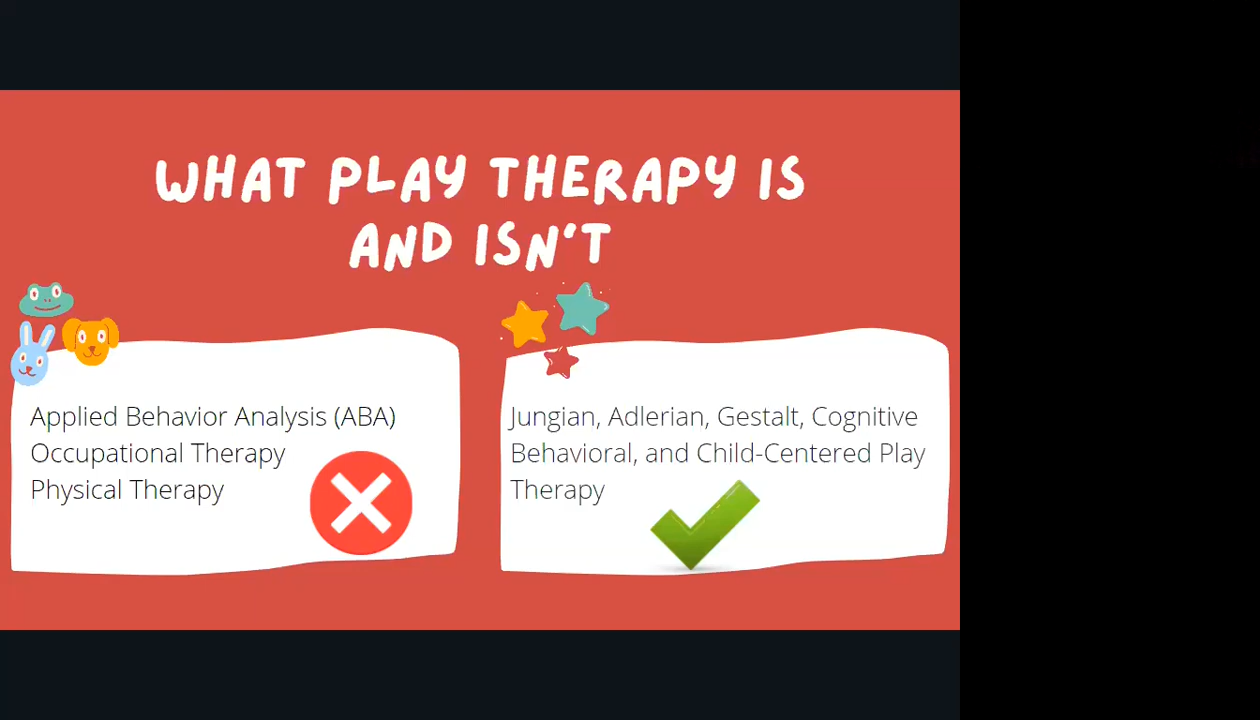 WHAT PLAY THERAPY IS
AND ISN'T
Applied Behavior Analysis (ABA)
Occupational Therapy
Physical Therapy
Jungian, Adlerian, Gestalt, Cognitive
Behavioral, and Child-Centered Play
Therapy